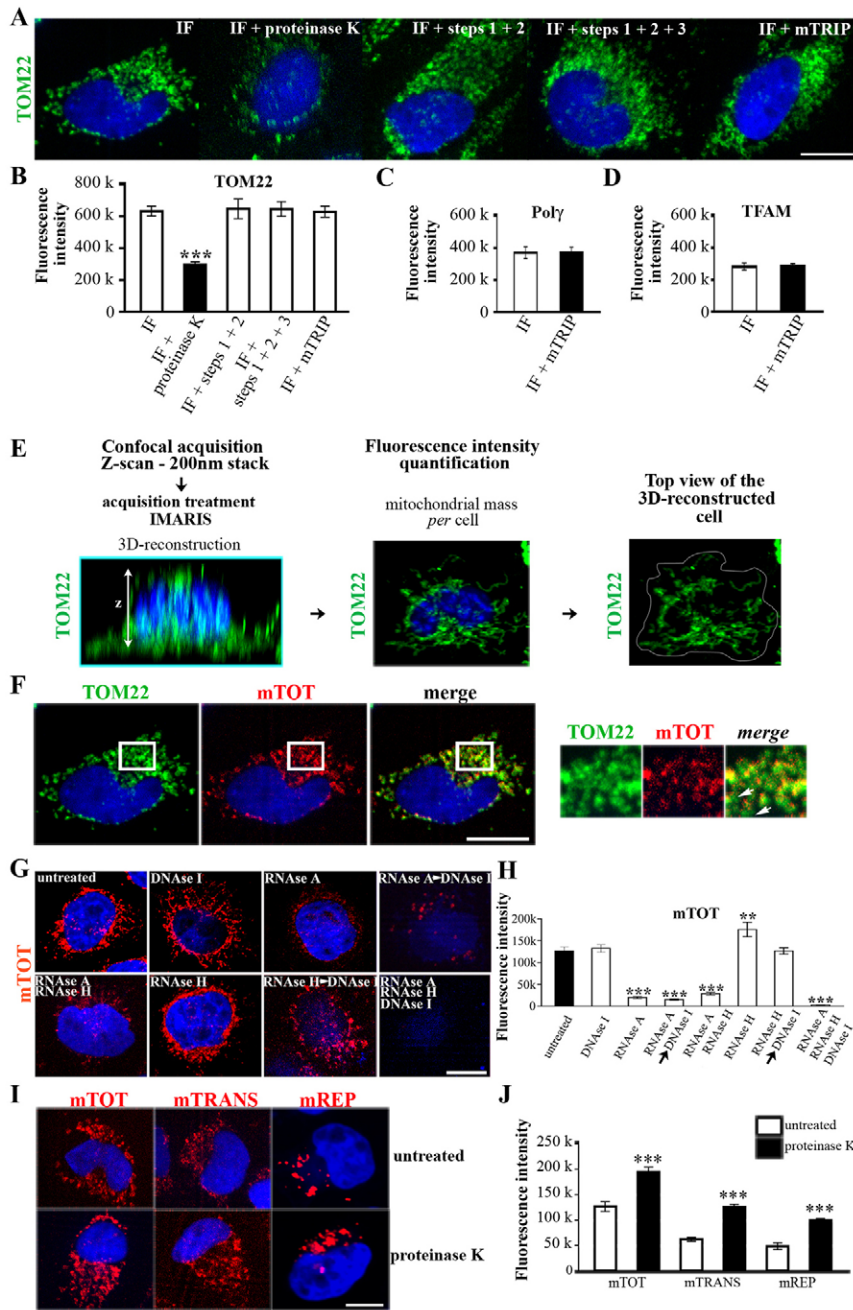 A
IF
IF + proteinase K
IF + steps 1 + 2
IF + steps 1 + 2 + 3
IF + mTRIP
TOM22
B
TOM22
Fluorescence intensity
800 k
600 k
400 k
200 k
0
***
IF
IF + proteinase K
IF + steps 1 + 2
IF + steps 1 + 2 + 3
IF + mTRIP
C
Polγ
Fluorescence intensity
600 k
400 k
200 k
0
IF
IF + mTRIP
D
TFAM
Fluorescence intensity
600 k
400 k
200 k
0
IF
IF + mTRIP
E
Confocal acquisition
Z-scan - 200nm stack
acquisition treatment
IMARIS
3D-reconstruction
TOM22
z
Fluorescence intensity
quantification
mitochondrial mass
per cell
TOM22
Top view of the
3D-reconstructed
cell
TOM22
F
TOM22
mTOT
merge
TOM22
mTOT
merge
G
mTOT
untreated
DNAse I
RNAse A
RNAse A►DNAse I
RNAse A
RNAse H
RNAse H
RNAse H►DNAse I
RNAse A
RNAse H
DNAse I
H
mTOT
Fluorescence intensity
200k
150k
100k
50k
0
***
***
***
**
***
untreated
DNAse I
RNAse A
RNAse A
➔DNAse I
RNAse A
RNAse H
RNAse H
RNAse H
➔DNAse I
RNAse A
RNAse H
DNAse I
I
mTOT
mTRANS
mREP
untreated
proteinase K
J
untreated
proteinase K
Fluorescence intensity
250 k
200 k
150 k
100 k
50 k
0
***
***
***
mTOT
mTRANS
mREP